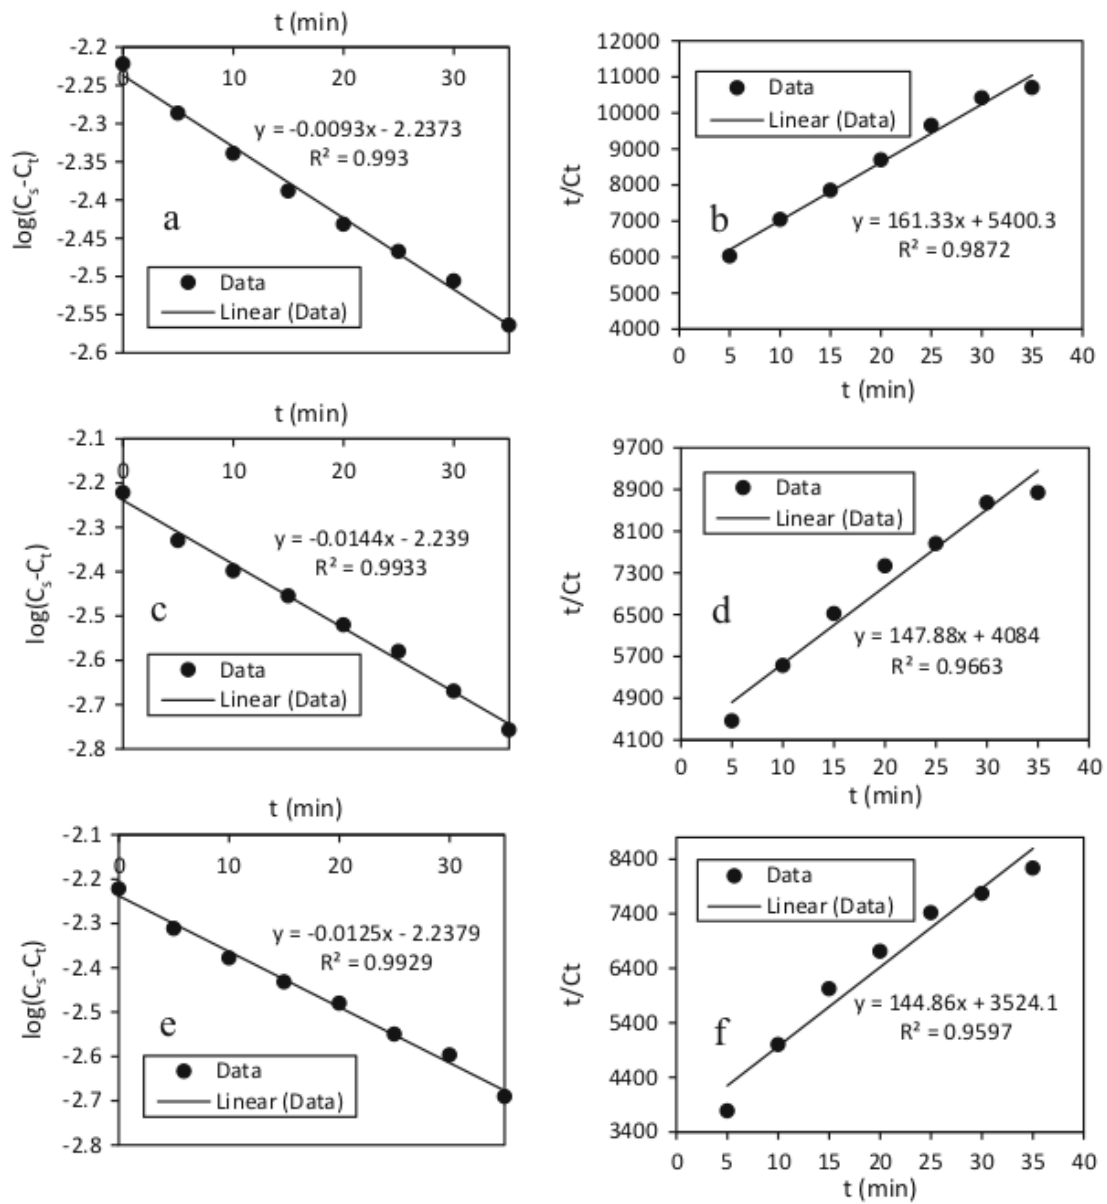 t (min)
0
10
20
30
-2.2
-2.25
-2.3
-2.35
-2.4
-2.45
-2.5
-2.55
-2.6
log(Cₛ-Cₜ)
y = -0.0093x - 2.2373
R² = 0.993
a
Data
Linear (Data)
12000
11000
10000
9000
8000
7000
6000
5000
4000
t/Ct
Data
Linear (Data)
b
y = 161.33x + 5400.3
R² = 0.9872
0 5 10 15 20 25 30 35 40
t (min)
t (min)
0
10
20
30
-2.1
-2.2
-2.3
-2.4
-2.5
-2.6
-2.7
-2.8
log(Cₛ-Cₜ)
y = -0.0144x - 2.239
R² = 0.9933
c
Data
Linear (Data)
9700
8900
8100
7300
6500
5700
4900
4100
t/Ct
Data
Linear (Data)
d
y = 147.88x + 4084
R² = 0.9663
0 5 10 15 20 25 30 35 40
t (min)
t (min)
0
10
20
30
-2.1
-2.2
-2.3
-2.4
-2.5
-2.6
-2.7
-2.8
log(Cₛ-Cₜ)
y = -0.0125x - 2.2379
R² = 0.9929
e
Data
Linear (Data)
8400
7400
6400
5400
4400
3400
t/Ct
Data
Linear (Data)
f
y = 144.86x + 3524.1
R² = 0.9597
0 5 10 15 20 25 30 35 40
t (min)